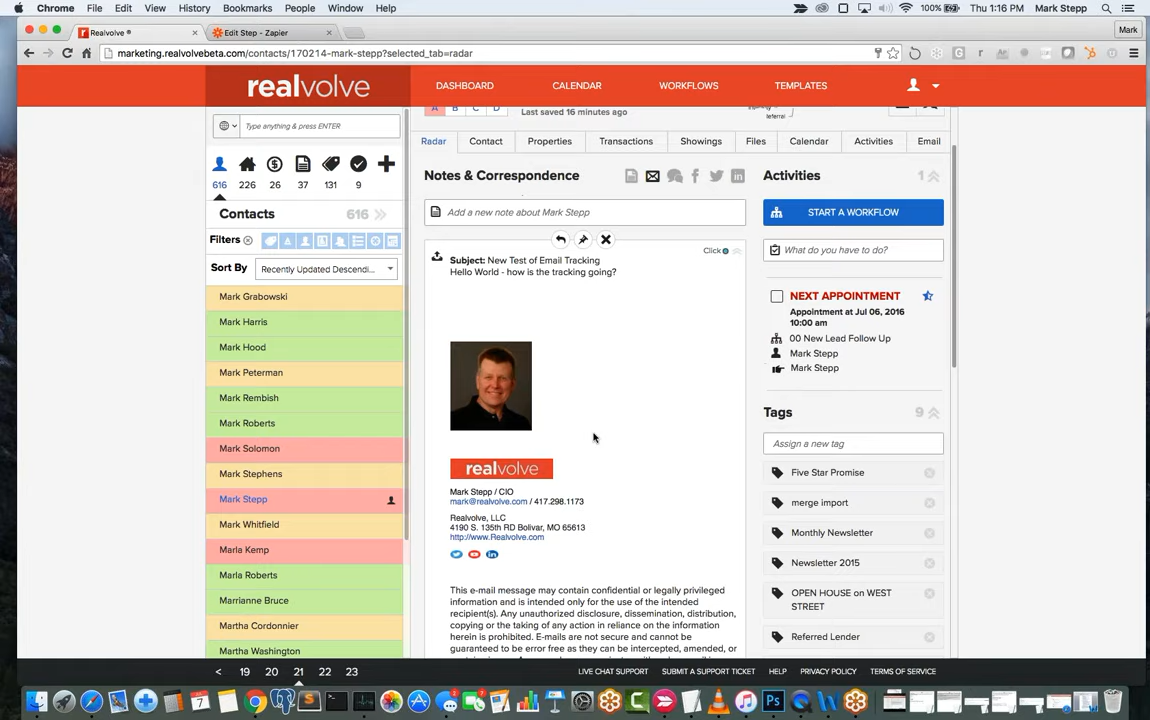 Chrome File Edit View History Bookmarks People Window Help 100% Thu 1:16 PM Mark Stepp
Realvolve ® Edit Step - Zapier Mark
marketing.realvolvebeta.com/contacts/170214-mark-stepp?selected_tab=radar
realvolve DASHBOARD CALENDAR WORKFLOWS TEMPLATES
A B C D Last saved 16 minutes ago
Type anything & press ENTER
Radar Contact Properties Transactions Showings Files Calendar Activities Email
616 226 26 37 131 9
Notes & Correspondence
Activities 1
Contacts 616
Add a new note about Mark Stepp
START A WORKFLOW
Filters
What do you have to do?
Sort By Recently Updated Descendi...
Click
Subject: New Test of Email Tracking
Hello World - how is the tracking going?
NEXT APPOINTMENT
Appointment at Jul 06, 2016
10:00 am
00 New Lead Follow Up
Mark Stepp
Mark Stepp
Mark Grabowski
Mark Harris
Mark Hood
Mark Peterman
Mark Rembish
Mark Roberts
Mark Solomon
Mark Stephens
Mark Stepp
Mark Whitfield
Marla Kemp
Marla Roberts
Marrianne Bruce
Martha Cordonnier
Martha Washington
realvolve
Mark Stepp / CIO
mark@realvolve.com / 417.298.1173
Realvolve, LLC
4190 S. 135th RD Bolivar, MO 65613
http://www.Realvolve.com
This e-mail message may contain confidential or legally privileged
information and is intended only for the use of the intended
recipient(s). Any unauthorized disclosure, dissemination, distribution,
copying or the taking of any action in reliance on the information
herein is prohibited. E-mails are not secure and cannot be
guaranteed to be error free as they can be intercepted, amended, or
Tags 9
Assign a new tag
Five Star Promise
merge import
Monthly Newsletter
Newsletter 2015
OPEN HOUSE on WEST
STREET
Referred Lender
< 19 20 21 22 23
LIVE CHAT SUPPORT SUBMIT A SUPPORT TICKET HELP PRIVACY POLICY TERMS OF SERVICE